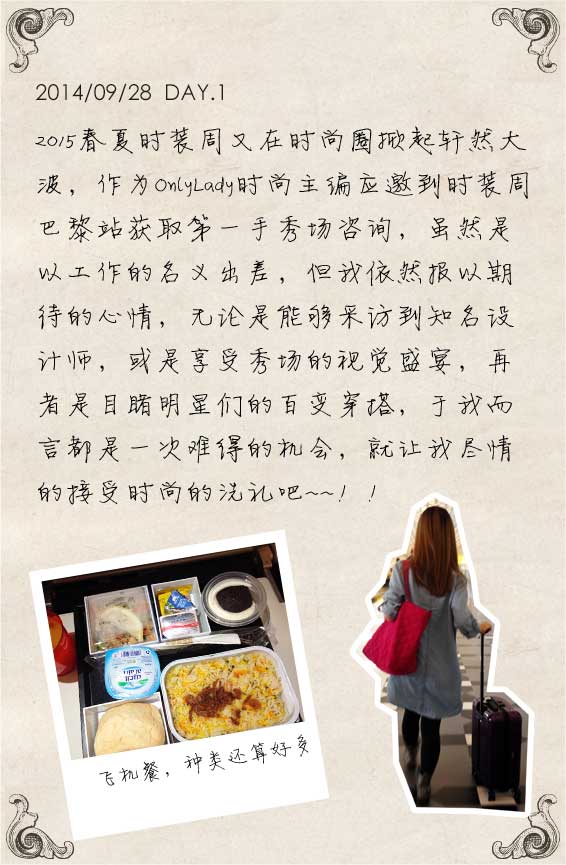 2014/09/28 DAY.1
2015春夏时装周又在时尚圈掀起轩然大
波，作为OnlyLady时尚主编应邀到时装周
巴黎站获取第一手秀场咨询，虽然是
以工作的名义出差，但我依然报以期
待的心情，无论是能够采访到知名设
计师，或是享受秀场的视觉盛宴，再
者是目睹明星们的百变穿搭，于我而
言都是一次难得的机会，就让我尽情
的接受时尚的洗礼吧~~！！
飞机餐，种类还算好多